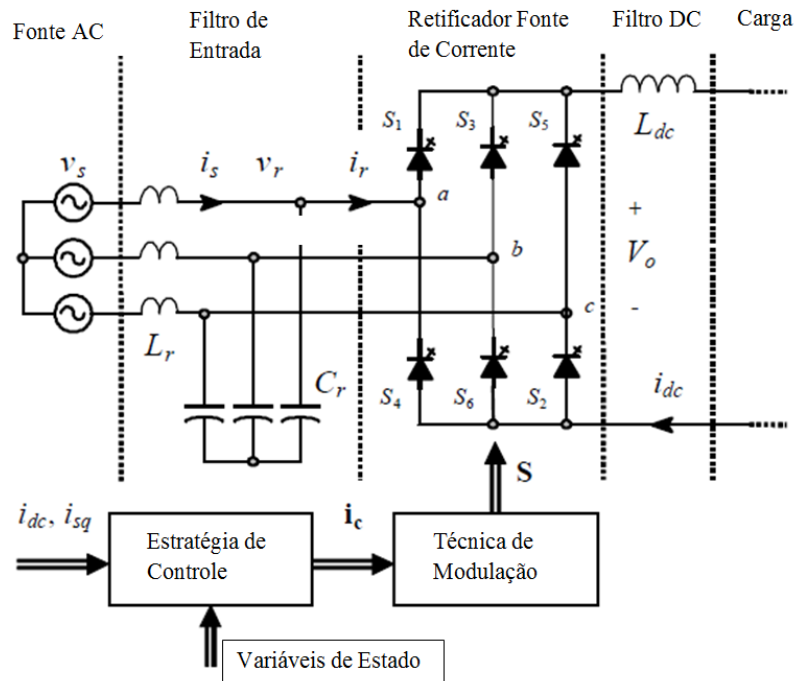 Fonte AC
Filtro de
Entrada
Retificador Fonte
de Corrente
Filtro DC
Carga
S1
S3
S5
Ldc
vs
is
vr
ir
a
+
b
Vo
c
-
Lr
Cr
S4
S6
S2
idc
S
idc, isq
Estratégia de
Controle
ic
Técnica de
Modulação
Variáveis de Estado